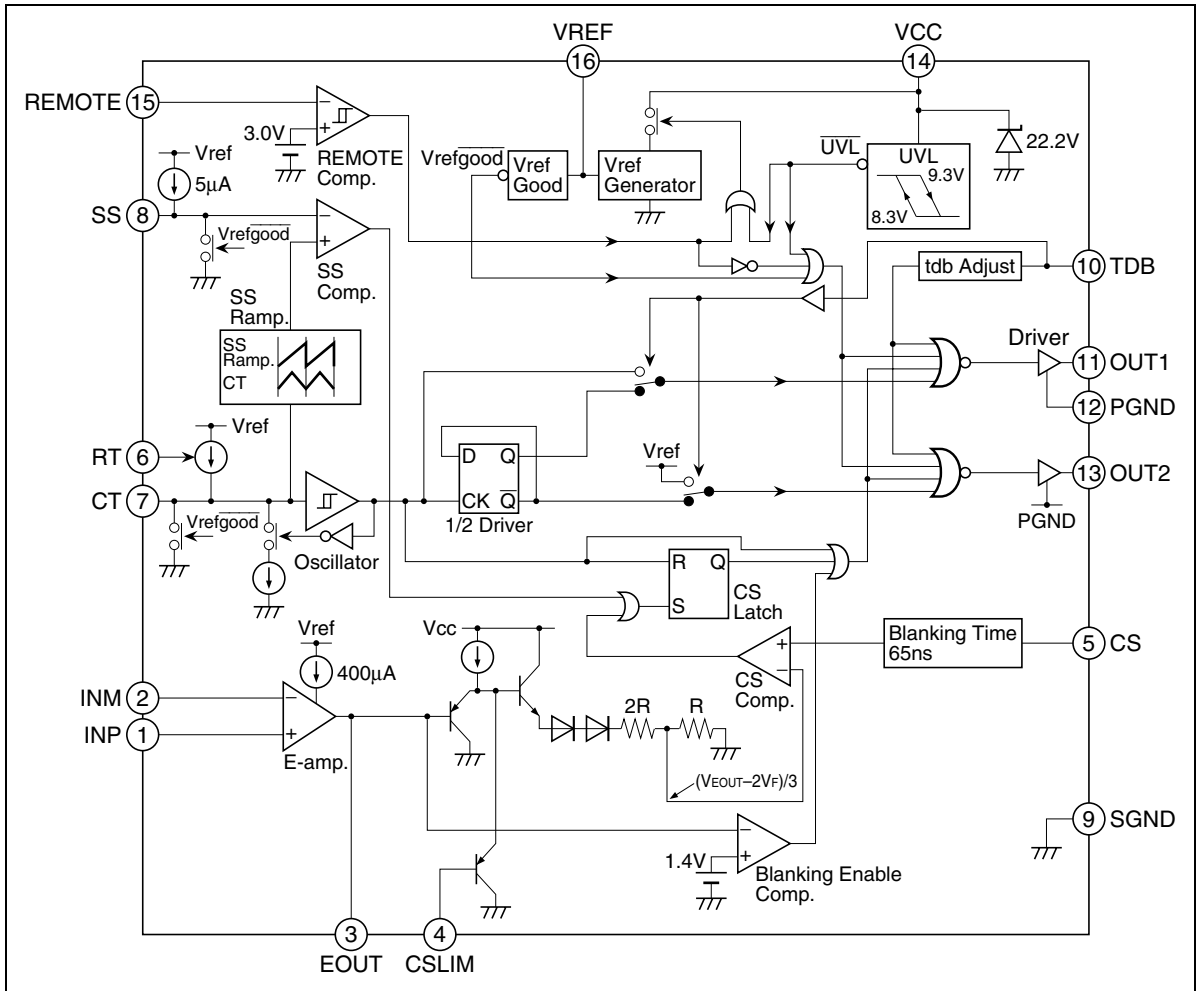 VREF
16
VCC
14
REMOTE 15
3.0V
REMOTE
Comp.
Vref
5μA
SS 8
Vrefgood
SS
Comp.
SS
Ramp.
SS
Ramp.
CT
Vrefgood
Vref
Good
Vref
Generator
UVL
UVL
9.3V
8.3V
22.2V
tdb Adjust
10 TDB
Driver
11 OUT1
12 PGND
13 OUT2
PGND
RT 6
Vref
CT 7
Vrefgood
Oscillator
D Q
CK Q
1/2 Driver
Vref
R Q
S
CS
Latch
Blanking Time
65ns
5 CS
+
−
CS
Comp.
Vref
400μA
Vcc
INM 2
INP 1
−
+
E-amp.
2R
R
(VEOUT–2VF)/3
1.4V
−
+
Blanking Enable
Comp.
9 SGND
3
EOUT
4
CSLIM